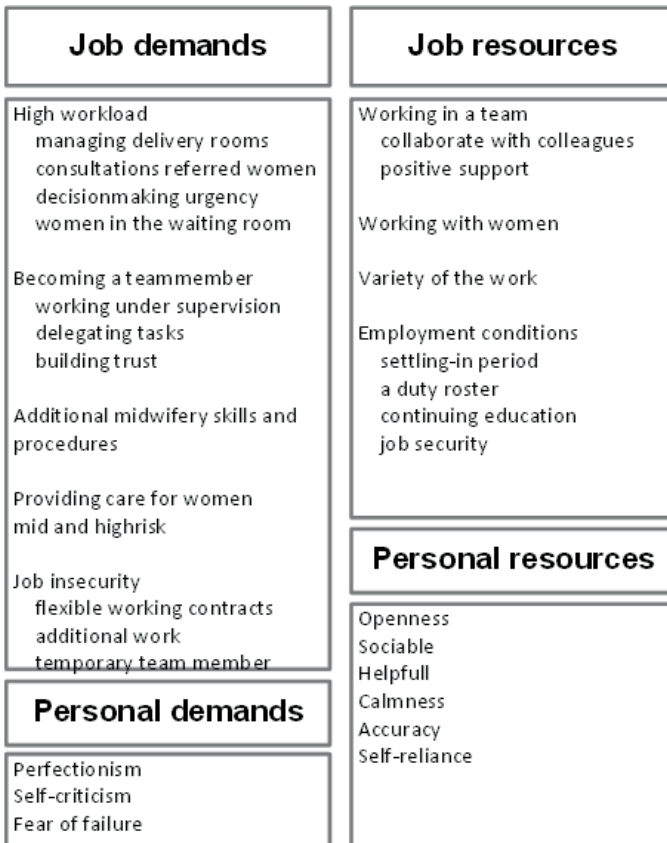 Job demands
High workload
managing delivery rooms
consultations referred women
decisionmaking urgency
women in the waiting room
Becoming a teammember
working under supervision
delegating tasks
building trust
Additional midwifery skills and
procedures
Providing care for women
mid and highrisk
Job insecurity
flexible working contracts
additional work
temporary team member
Personal demands
Perfectionism
Self-criticism
Fear of failure
Job resources
Working in a team
collaborate with colleagues
positive support
Working with women
Variety of the work
Employment conditions
settling-in period
a duty roster
continuing education
job security
Personal resources
Openness
Sociable
Helpfull
Calmness
Accuracy
Self-reliance